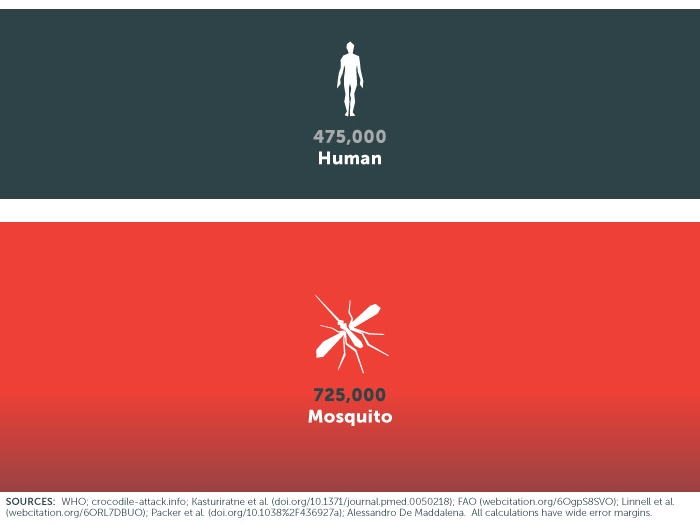 475,000
Human
725,000
Mosquito
SOURCES: WHO; crocodile-attack.info; Kasturiratne et al. (doi.org/10.1371/journal.pmed.0050218); FAO (webcitation.org/6OgpS8SVO); Linnell et al.
(webcitation.org/6ORL7DBUO); Packer et al. (doi.org/10.1038%2F436927a); Alessandro De Maddalena. All calculations have wide error margins.